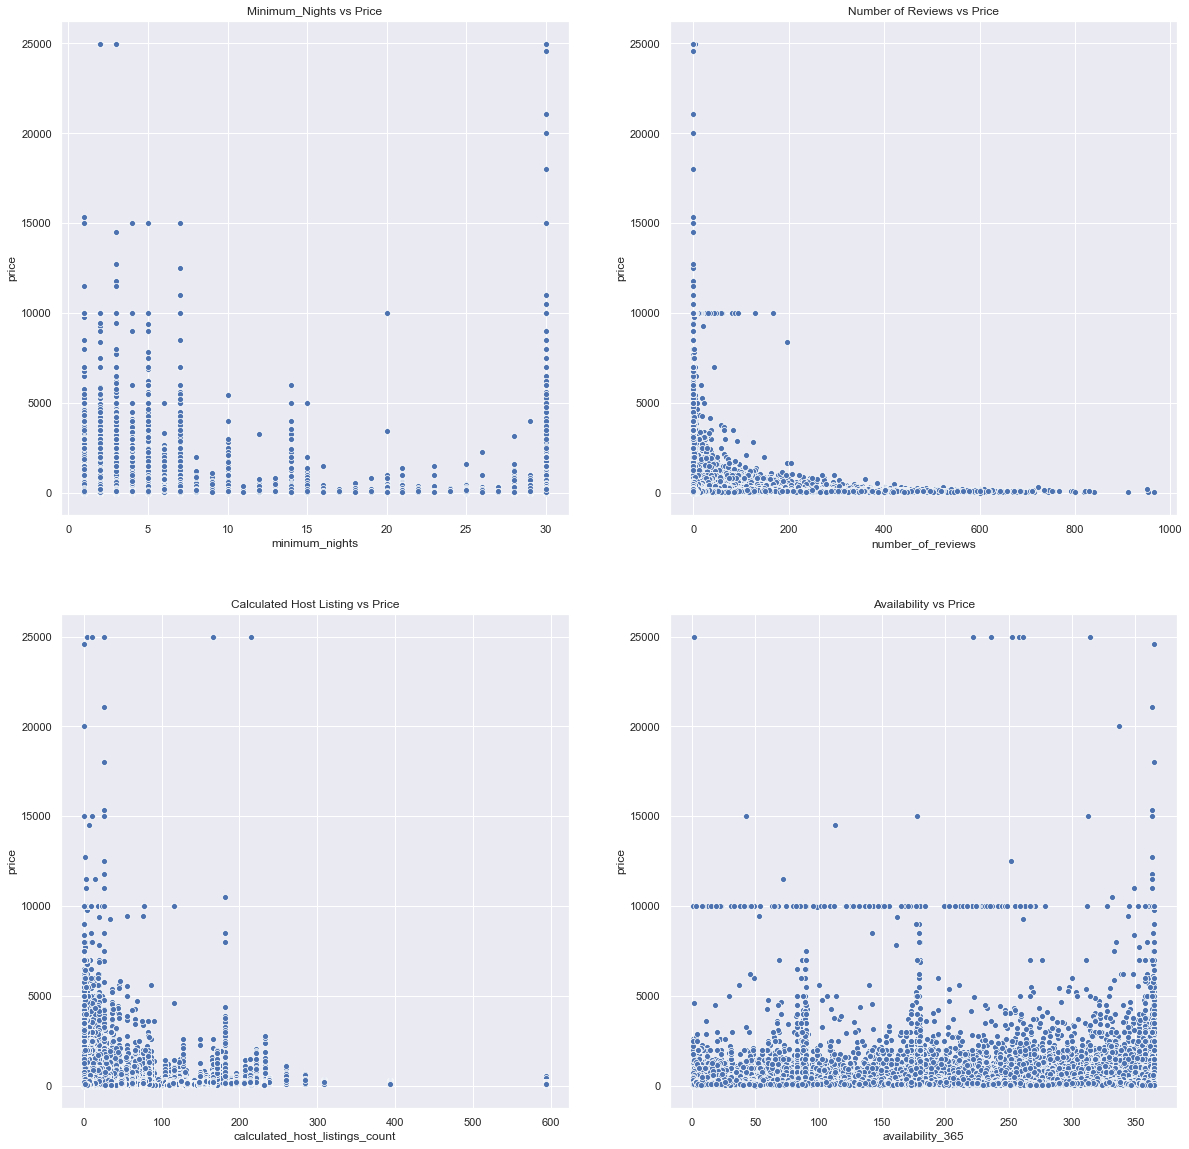 Minimum_Nights vs Price
25000
20000
15000
10000
5000
0
price
0 5 10 15 20 25 30
minimum_nights
Number of Reviews vs Price
25000
20000
15000
10000
5000
0
price
0 200 400 600 800 1000
number_of_reviews
Calculated Host Listing vs Price
25000
20000
15000
10000
5000
0
price
0 100 200 300 400 500 600
calculated_host_listings_count
Availability vs Price
25000
20000
15000
10000
5000
0
price
0 50 100 150 200 250 300 350
availability_365